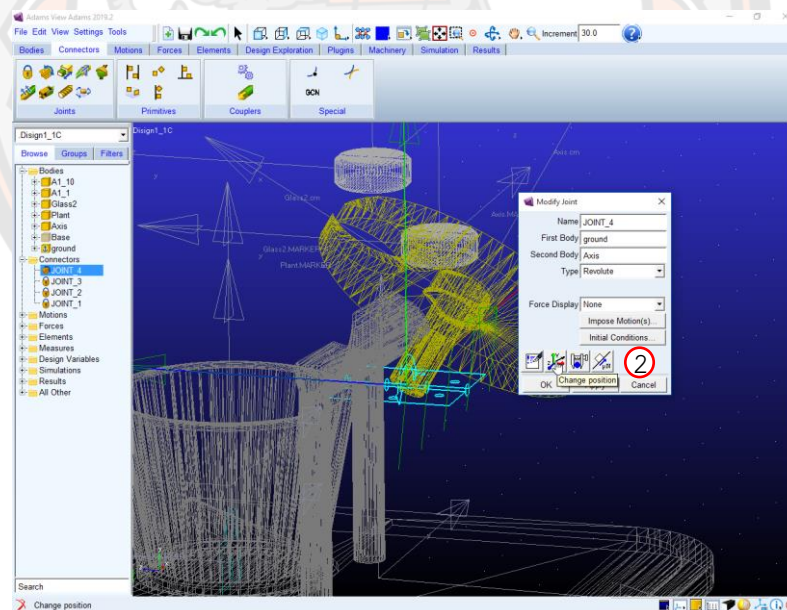 Adams View Adams 2019.2
File Edit View Settings Tools
Increment 30.0
Bodies Connectors Motions Forces Elements Design Exploration Plugins Machinery Simulation Results
GCN
Joints Primitives Couplers Special
.Disign1_1C
Browse Groups Filters
Bodies
A1_10
A1_1
Glass2
Plant
Axis
Base
ground
Connectors
JOINT_4
JOINT_3
JOINT_2
JOINT_1
Motions
Forces
Elements
Measures
Design Variables
Simulations
Results
All Other
Search
Change position
Disign1_1C
Axis.cm
Glass2.cm
Glass2.MARKER
Plant.MARK
Axis.MA
x
y
y
z
Modify Joint
Name JOINT_4
First Body ground
Second Body Axis
Type Revolute
Force Display None
Impose Motion(s)...
Initial Conditions...
2
Change position
OK Apply Cancel